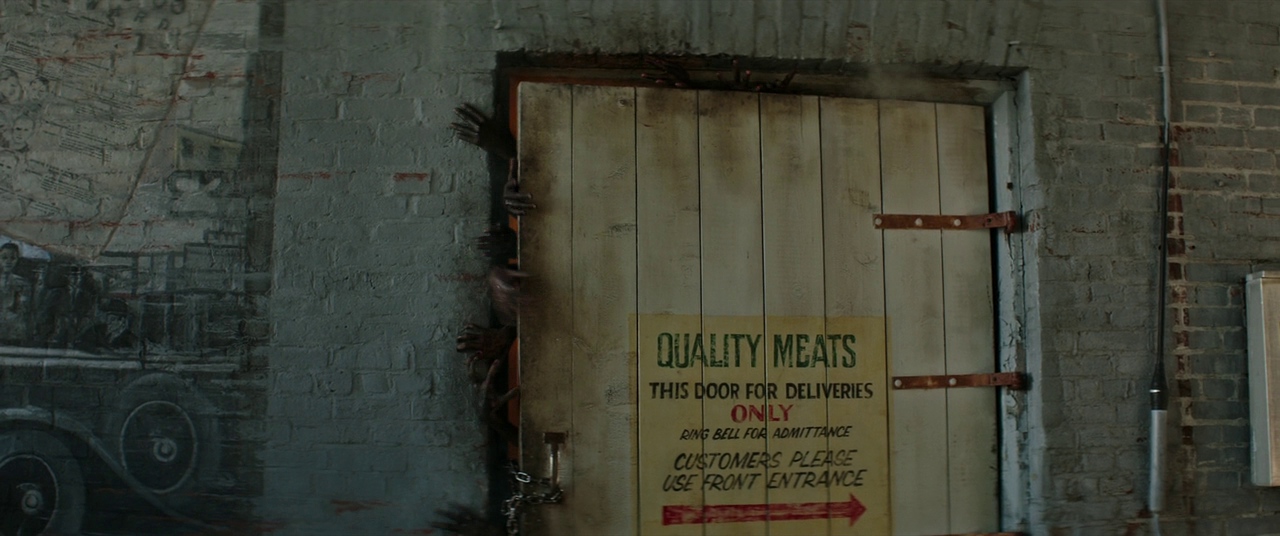 QUALITY MEATS
THIS DOOR FOR DELIVERIES
ONLY
RING BELL FOR ADMITTANCE
CUSTOMERS PLEASE
USE FRONT ENTRANCE